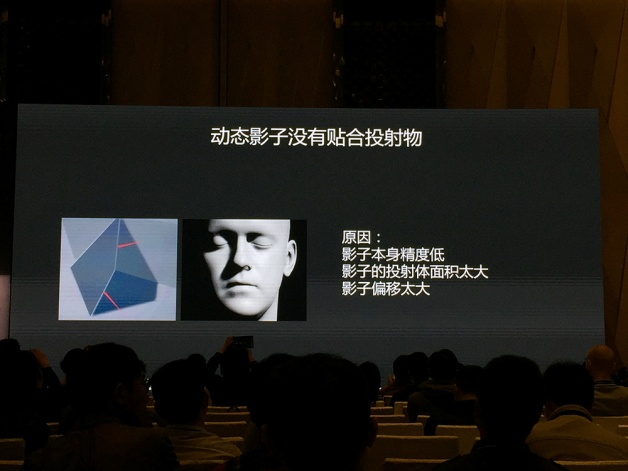 动态影子没有贴合投射物
原因：
影子本身精度低
影子的投射体面积太大
影子偏移太大